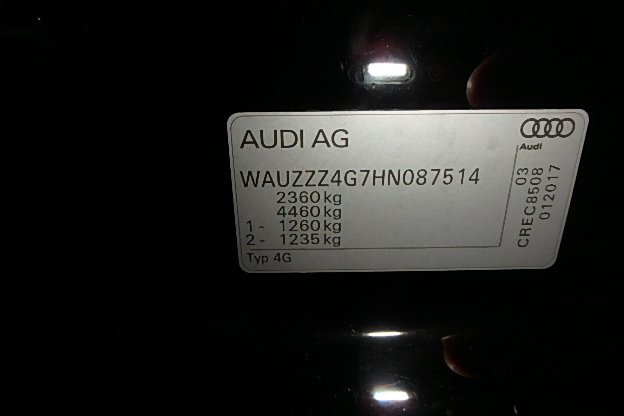 AUDI AG
Audi
WAUZZZ4G7HN087514
2360 kg
4460 kg
1 - 1260 kg
2 - 1235 kg
Typ 4G
CREC8508 03
012017